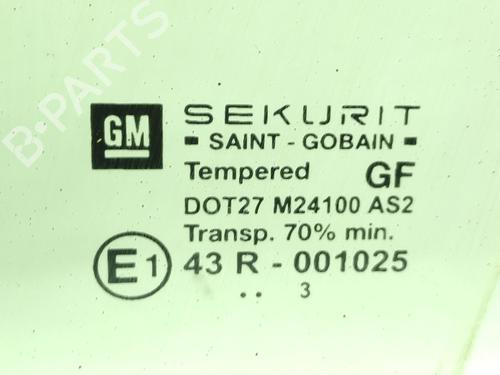 B-PARTS
GM
SEKURIT
SAINT - GOBAIN
Tempered GF
DOT27 M24100 AS2
Transp. 70% min.
E1 43 R - 001025
.. 3